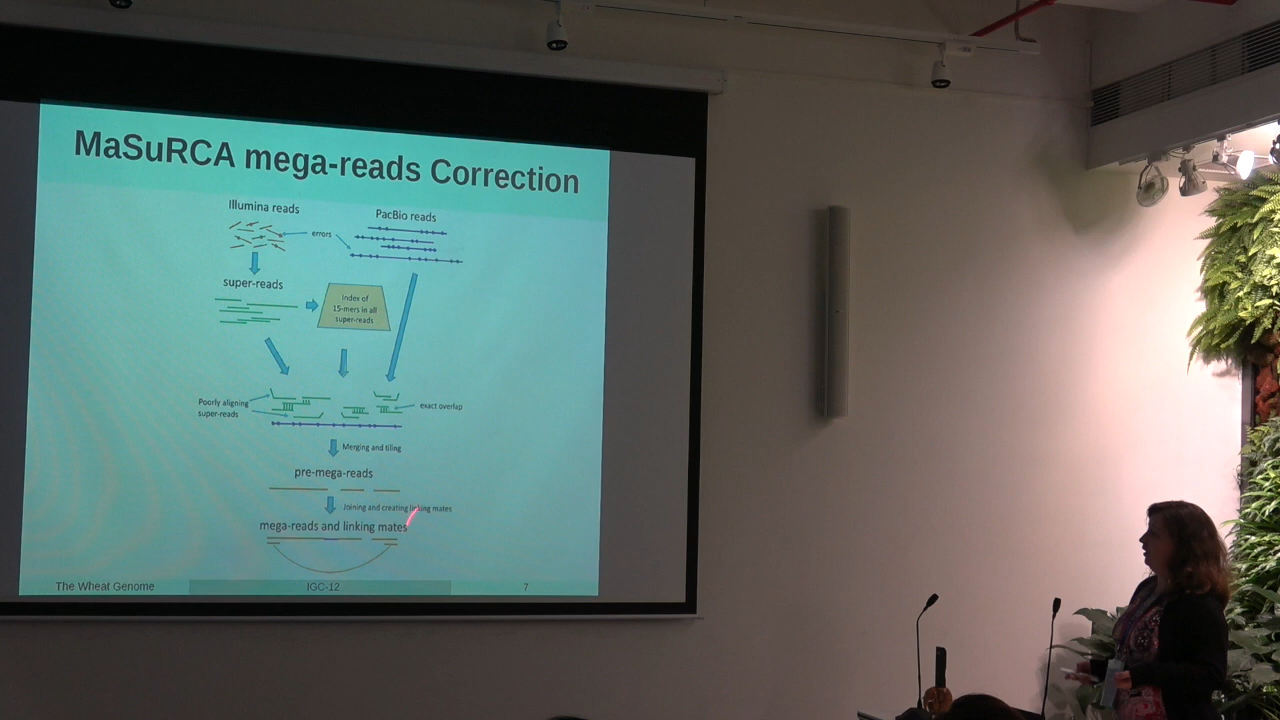 MaSuRCA mega-reads Correction
Illumina reads
PacBio reads
errors
super-reads
Index of
15-mers in all
super-reads
Poorly aligning
super-reads
exact overlap
Merging and tiling
pre-mega-reads
Joining and creating linking mates
mega-reads and linking mates
The Wheat Genome
IGC-12
7